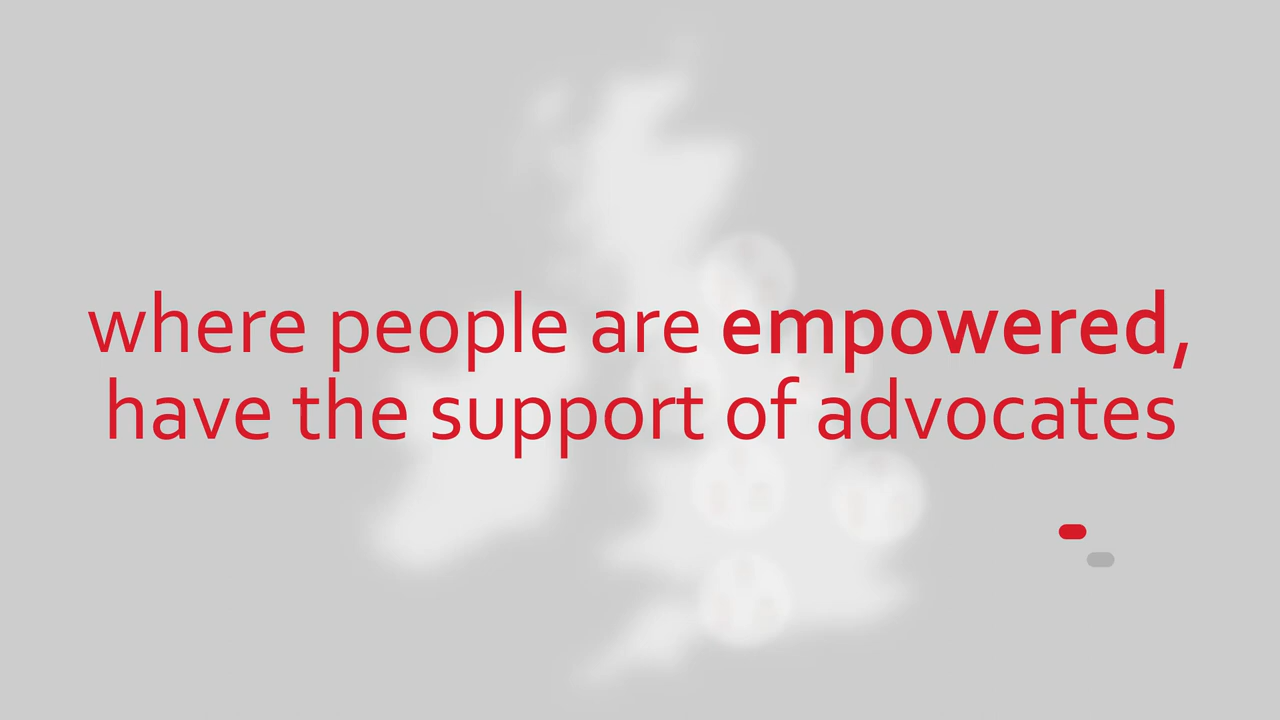 where people are empowered,
have the support of advocates